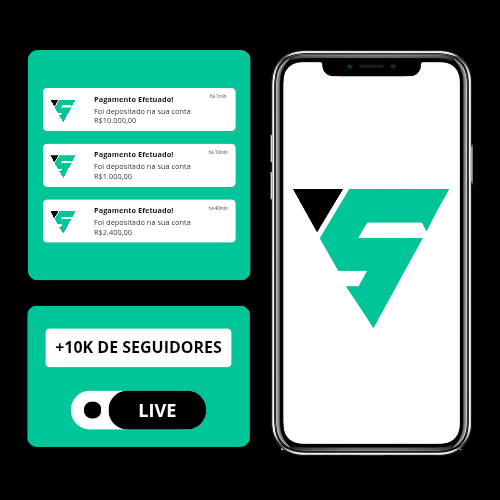 Pagamento Efetuado!
há 1min
Foi depositado na sua conta
R$10.000,00
Pagamento Efetuado!
há 10min
Foi depositado na sua conta
R$1.000,00
Pagamento Efetuado!
há 40min
Foi depositado na sua conta
R$2.400,00
+10K DE SEGUIDORES
LIVE